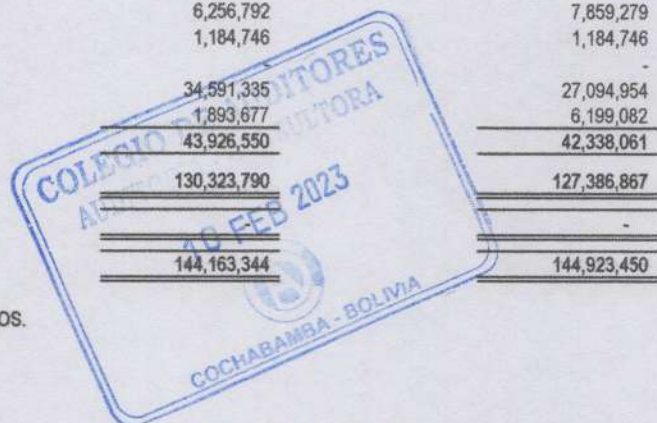 6,256,792 7,859,279
1,184,746 1,184,746
- -
34,591,335 27,094,954
1,893,677 6,199,082
43,926,550 42,338,061
130,323,790 127,386,867
- -
144,163,344 144,923,450
OS.
COLEGIO DE AUDITORES
AUDITORA CONSULTORA
10 FEB 2023
COCHABAMBA - BOLIVIA